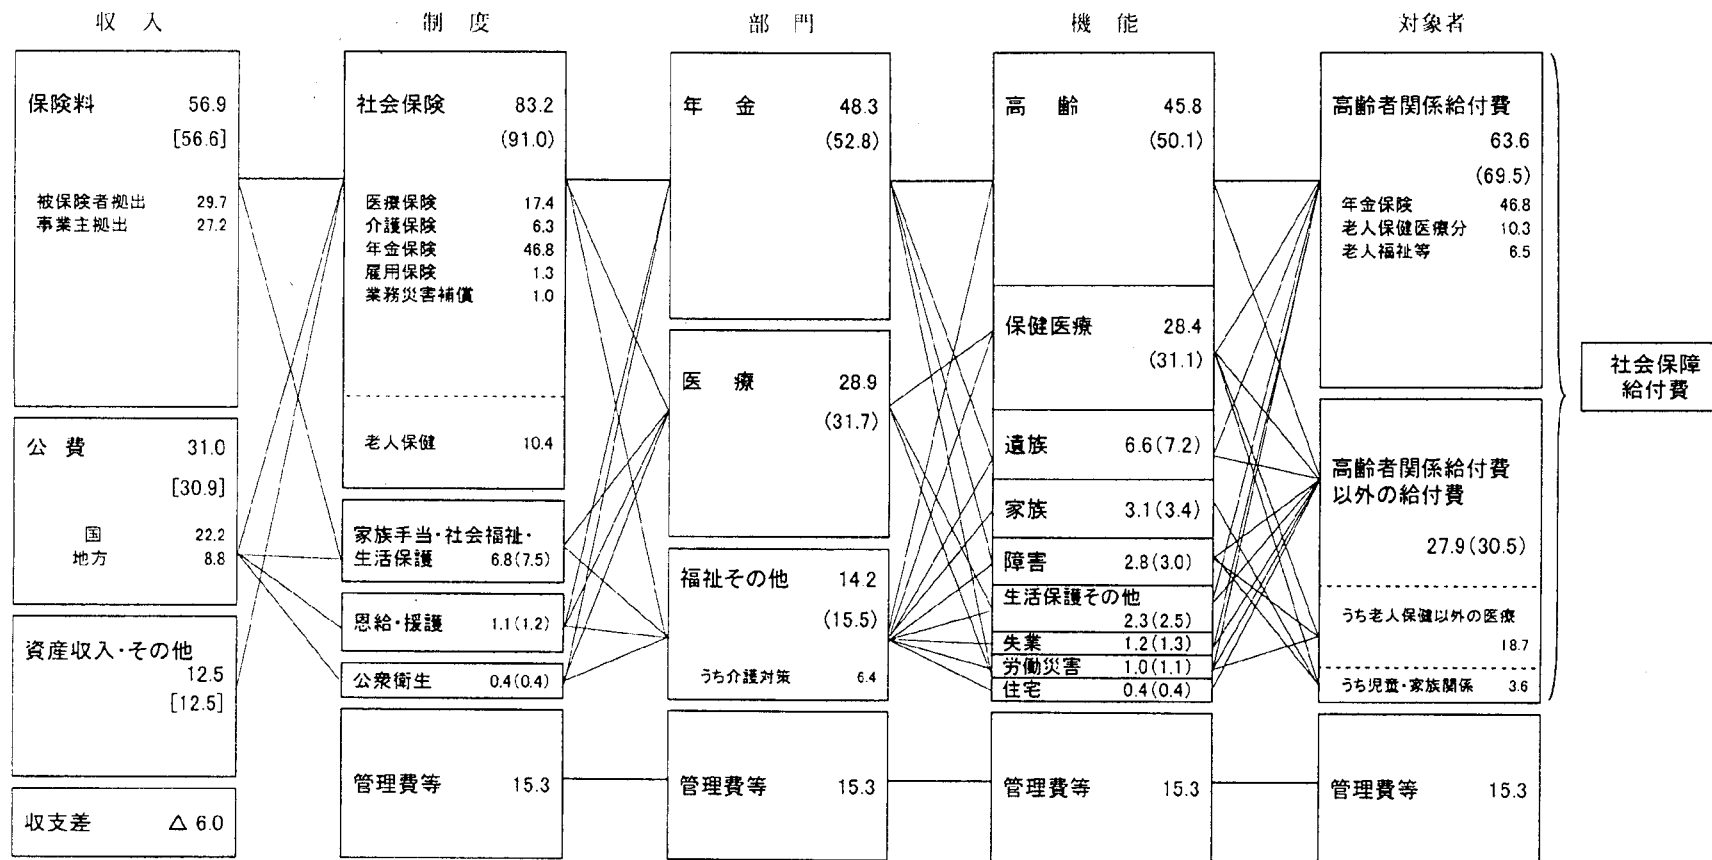 収入
制度
部門
機能
対象者
保険料 56.9
[56.6]
被保険者拠出 29.7
事業主拠出 27.2
公費 31.0
[30.9]
国 22.2
地方 8.8
資産収入・その他
12.5
[12.5]
収支差 △ 6.0
社会保険 83.2
(91.0)
医療保険 17.4
介護保険 6.3
年金保険 46.8
雇用保険 1.3
業務災害補償 1.0
老人保健 10.4
家族手当・社会福祉・
生活保護 6.8(7.5)
恩給・援護 1.1(1.2)
公衆衛生 0.4(0.4)
管理費等 15.3
年金 48.3
(52.8)
医療 28.9
(31.7)
福祉その他 14.2
(15.5)
うち介護対策 6.4
管理費等 15.3
高齢 45.8
(50.1)
保健医療 28.4
(31.1)
遺族 6.6(7.2)
家族 3.1(3.4)
障害 2.8(3.0)
生活保護その他
2.3(2.5)
失業 1.2(1.3)
労働災害 1.0(1.1)
住宅 0.4(0.4)
管理費等 15.3
高齢者関係給付費
63.6
(69.5)
年金保険 46.8
老人保健医療分 10.3
老人福祉等 6.5
高齢者関係給付費
以外の給付費
27.9(30.5)
うち老人保健以外の医療
18.7
うち児童・家族関係 3.6
管理費等 15.3
社会保障
給付費